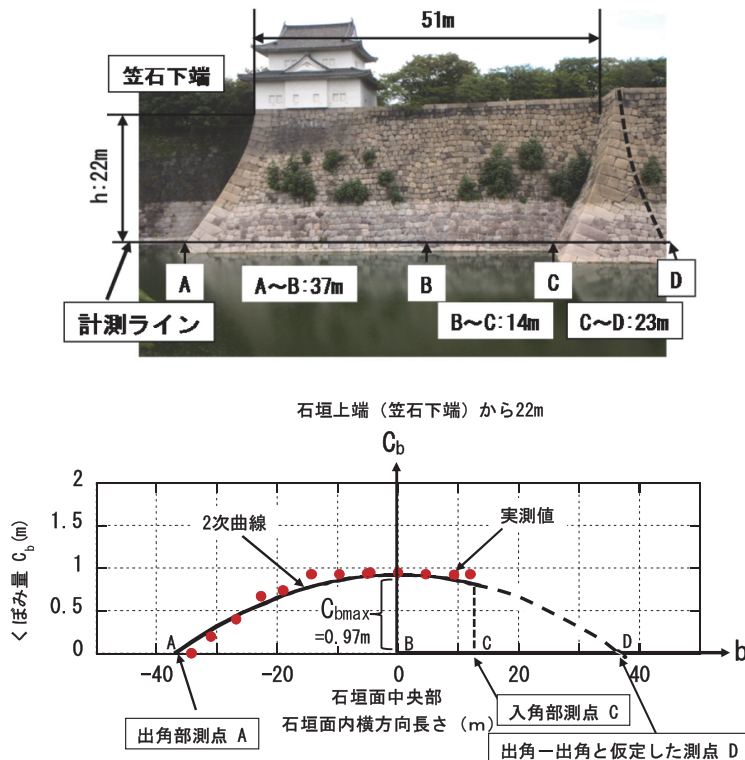 51m
笠石下端
h:22m
A
B
C
D
A～B:37m
計測ライン
B～C:14m
C～D:23m
石垣上端（笠石下端）から22m
Cb
くぼみ量 Cb(m)
2
1.5
1
0.5
0
2次曲線
実測値
Cbmax
=0.97m
A
B
C
D
b
-40
-20
0
20
40
石垣面中央部
石垣面内横方向長さ（m）
出角部測点 A
入角部測点 C
出角ー出角と仮定した測点 D